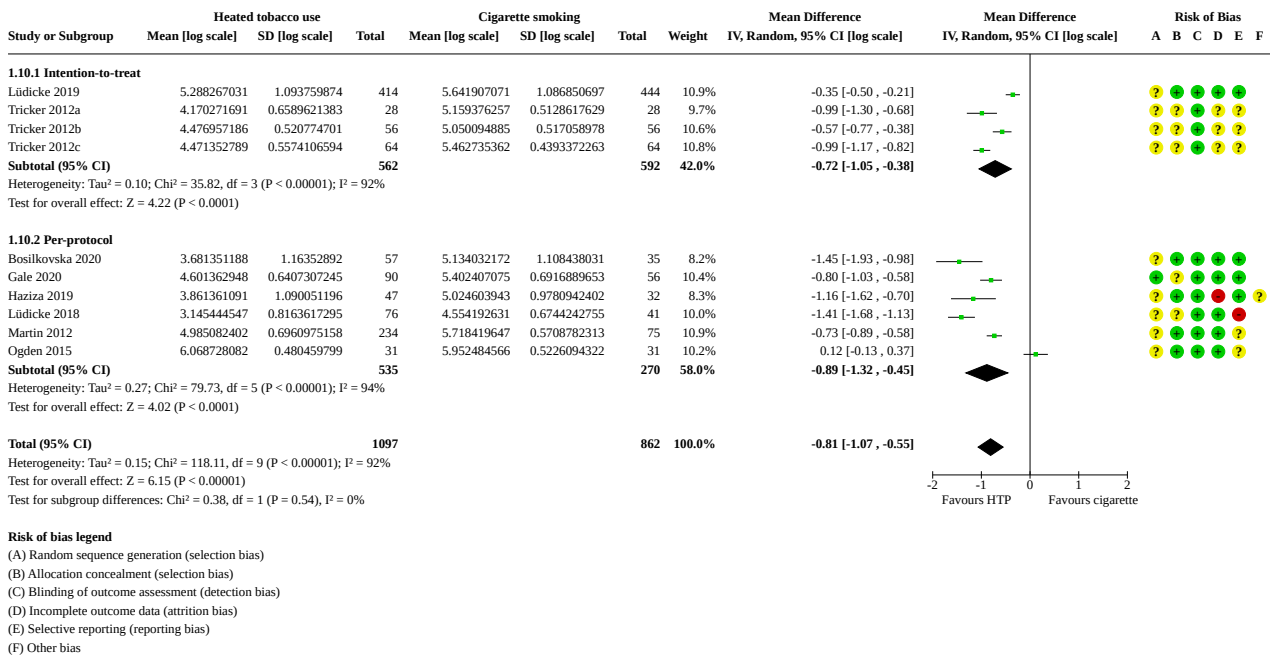 Heated tobacco use Cigarette smoking Mean Difference Mean Difference Risk of Bias
Study or Subgroup Mean [log scale] SD [log scale] Total Mean [log scale] SD [log scale] Total Weight IV, Random, 95% CI [log scale] IV, Random, 95% CI [log scale] A B C D E F
1.10.1 Intention-to-treat
Lüdicke 2019 5.288267031 1.093759874 414 5.641907071 1.086850697 444 10.9% -0.35 [-0.50 , -0.21] ? + + + +
Tricker 2012a 4.170271691 0.6589621383 28 5.159376257 0.5128617629 28 9.7% -0.99 [-1.30 , -0.68] ? ? + ? ?
Tricker 2012b 4.476957186 0.520774701 56 5.050094885 0.517058978 56 10.6% -0.57 [-0.77 , -0.38] ? ? + ? ?
Tricker 2012c 4.471352789 0.5574106594 64 5.462735362 0.4393372263 64 10.8% -0.99 [-1.17 , -0.82] ? ? + ? ?
Subtotal (95% CI) 562 592 42.0% -0.72 [-1.05 , -0.38]
Heterogeneity: Tau² = 0.10; Chi² = 35.82, df = 3 (P < 0.00001); I² = 92%
Test for overall effect: Z = 4.22 (P < 0.0001)
1.10.2 Per-protocol
Bosilkovska 2020 3.681351188 1.16352892 57 5.134032172 1.108438031 35 8.2% -1.45 [-1.93 , -0.98] ? + + + +
Gale 2020 4.601362948 0.6407307245 90 5.402407075 0.6916889653 56 10.4% -0.80 [-1.03 , -0.58] + ? + + +
Haziza 2019 3.861361091 1.090051196 47 5.024603943 0.9780942402 32 8.3% -1.16 [-1.62 , -0.70] ? + + - + ?
Lüdicke 2018 3.145444547 0.8163617295 76 4.554192631 0.6744242755 41 9.9% -1.41 [-1.68 , -1.13] ? ? + + -
Martin 2012 4.985082402 0.6960975158 234 5.718419647 0.5708782313 75 10.9% -0.73 [-0.89 , -0.58] ? + + + ?
Ogden 2015 6.068728082 0.480459799 31 5.952484566 0.5226094322 31 10.2% 0.12 [-0.13 , 0.37] ? + + + ?
Subtotal (95% CI) 535 270 58.0% -0.89 [-1.32 , -0.45]
Heterogeneity: Tau² = 0.27; Chi² = 79.73, df = 5 (P < 0.00001); I² = 94%
Test for overall effect: Z = 4.02 (P < 0.0001)
Total (95% CI) 1097 862 100.0% -0.81 [-1.07 , -0.55]
Heterogeneity: Tau² = 0.15; Chi² = 118.11, df = 9 (P < 0.00001); I² = 92%
Test for overall effect: Z = 6.15 (P < 0.00001)
-2 -1 0 1 2
Test for subgroup differences: Chi² = 0.38, df = 1 (P = 0.54), I² = 0%
Favours HTP Favours cigarette
Risk of bias legend
(A) Random sequence generation (selection bias)
(B) Allocation concealment (selection bias)
(C) Blinding of outcome assessment (detection bias)
(D) Incomplete outcome data (attrition bias)
(E) Selective reporting (reporting bias)
(F) Other bias